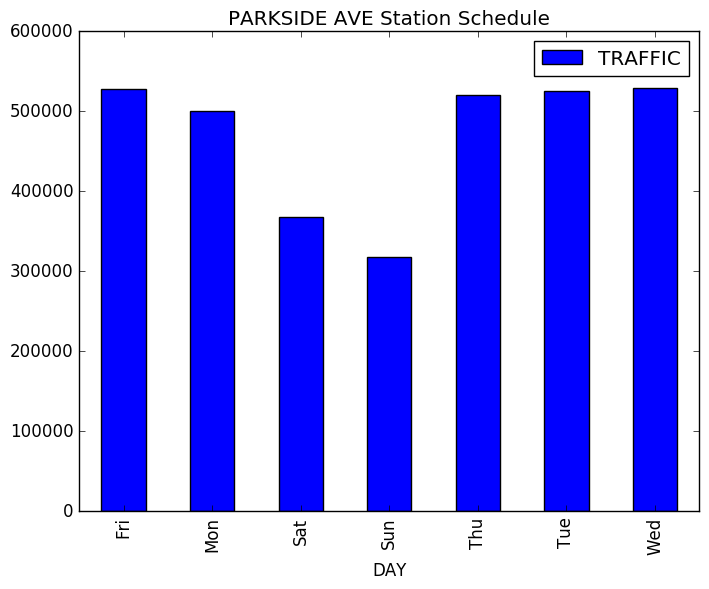 PARKSIDE AVE Station Schedule
TRAFFIC
600000
500000
400000
300000
200000
100000
0
Fri
Mon
Sat
Sun
Thu
Tue
Wed
DAY